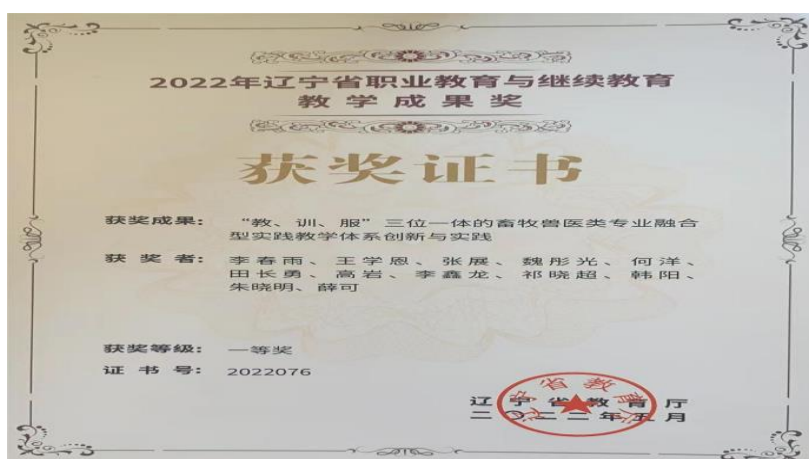 2022年辽宁省职业教育与继续教育
教学成果奖
获奖证书
获奖成果： “教、训、服”三位一体的畜牧兽医类专业融合
型实践教学体系创新与实践
获奖者： 李春雨、王学恩、张展、魏彤光、何洋、
田长勇、高岩、李鑫龙、祁晓超、韩阳、
朱晓明、薛可
获奖等级： 一等奖
证书号： 2022076
辽宁省教育厅
二〇二二年五月